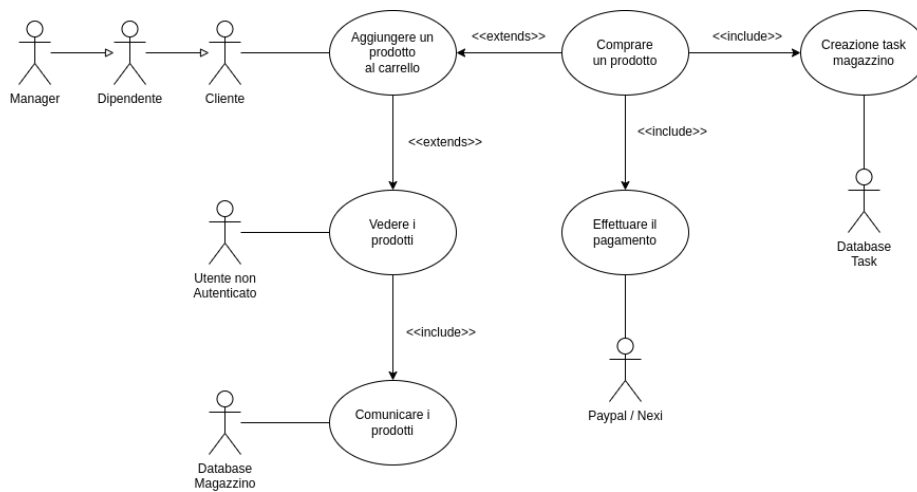 Aggiungere un
prodotto
al carrello
<<extends>>
Comprare
un prodotto
<<include>>
Creazione task
magazzino
Manager
Dipendente
Cliente
<<extends>>
<<include>>
Vedere i
prodotti
Effettuare il
pagamento
Database
Task
Utente non
Autenticato
<<include>>
Comunicare i
prodotti
Paypal / Nexi
Database
Magazzino